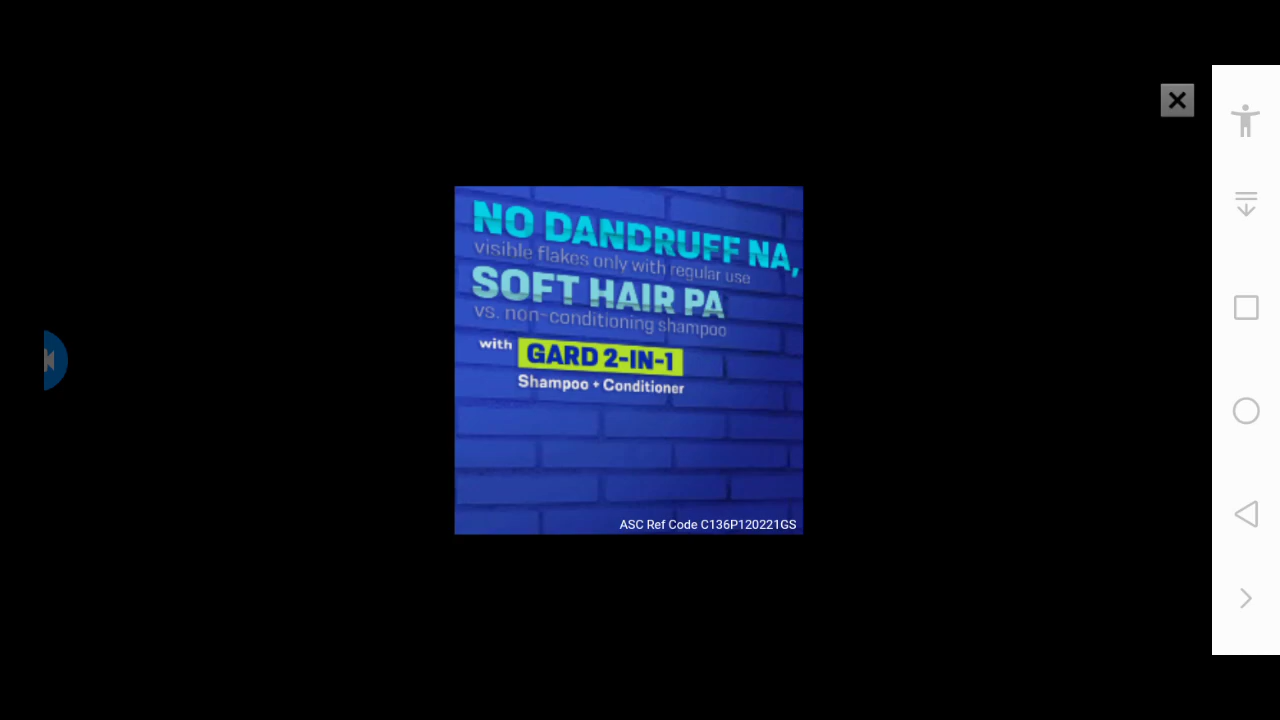 NO DANDRUFF NA,
visible flakes only with regular use
SOFT HAIR PA
vs. non-conditioning shampoo
with GARD 2-IN-1
Shampoo + Conditioner
ASC Ref Code C136P120221GS